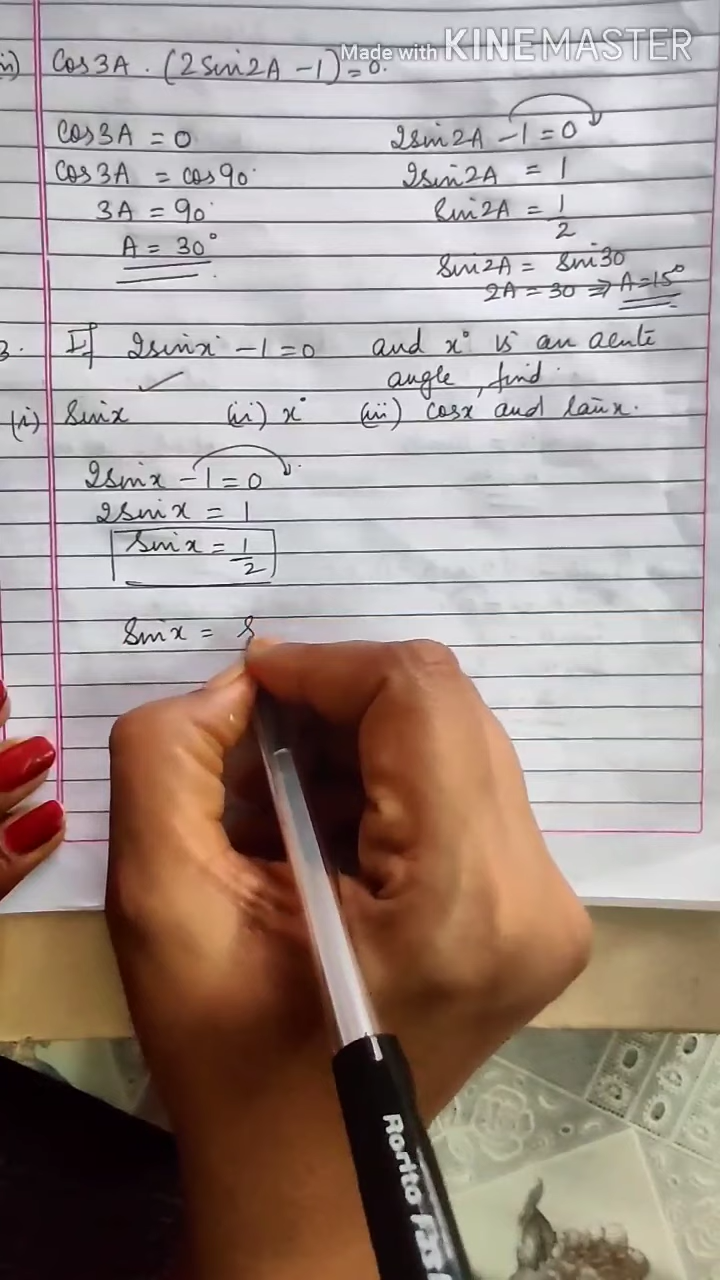 Made with KINEMASTER
Cos3A . (2sin2A - 1) = 0.
Cos3A = 0
Cos3A = cos90°
3A = 90°
A = 30°
2sin2A - 1 = 0
2sin2A = 1
Sin2A = 1/2
Sin2A = Sin30
2A = 30 ⇒ A = 15°
3. If 2sinx° - 1 = 0 and x° is an acute
angle, find.
(i) Sinx (ii) x° (iii) cosx and tanx.
2sinx - 1 = 0
2sinx = 1
Sinx = 1/2
Sinx = S
Rorito